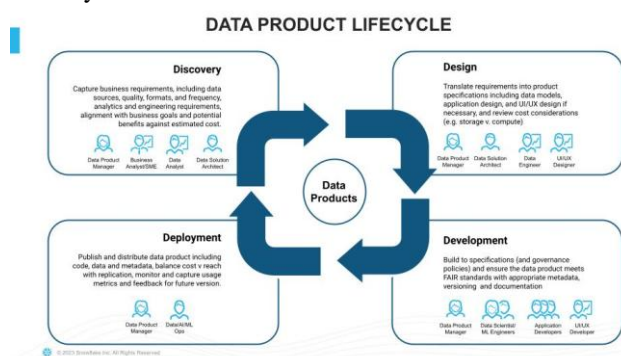 DATA PRODUCT LIFECYCLE
Discovery
Capture business requirements, including data
sources, quality, formats, and frequency,
analytics and engineering requirements,
alignment with business goals and potential
benefits against estimated cost.
Data Product
Manager
Business
Analyst/SME
Data
Analyst
Data Solution
Architect
Design
Translate requirements into product
specifications including data models,
application design, and UI/UX design if
necessary, and review cost considerations
(e.g. storage v. compute)
Data Product
Manager
Data Solution
Architect
Data
Engineer
UI/UX
Designer
Data
Products
Deployment
Publish and distribute data product including
code, data and metadata, balance cost v reach
with replication, monitor and capture usage
metrics and feedback for future version.
Data Product
Manager
Data/AI/ML
Ops
Development
Build to specifications (and governance
policies) and ensure the data product meets
FAIR standards with appropriate metadata,
versioning and documentation
Data Product
Manager
Data Scientist/
ML Engineers
Application
Developers
UI/UX
Developer
© 2023 Snowflake Inc. All Rights Reserved